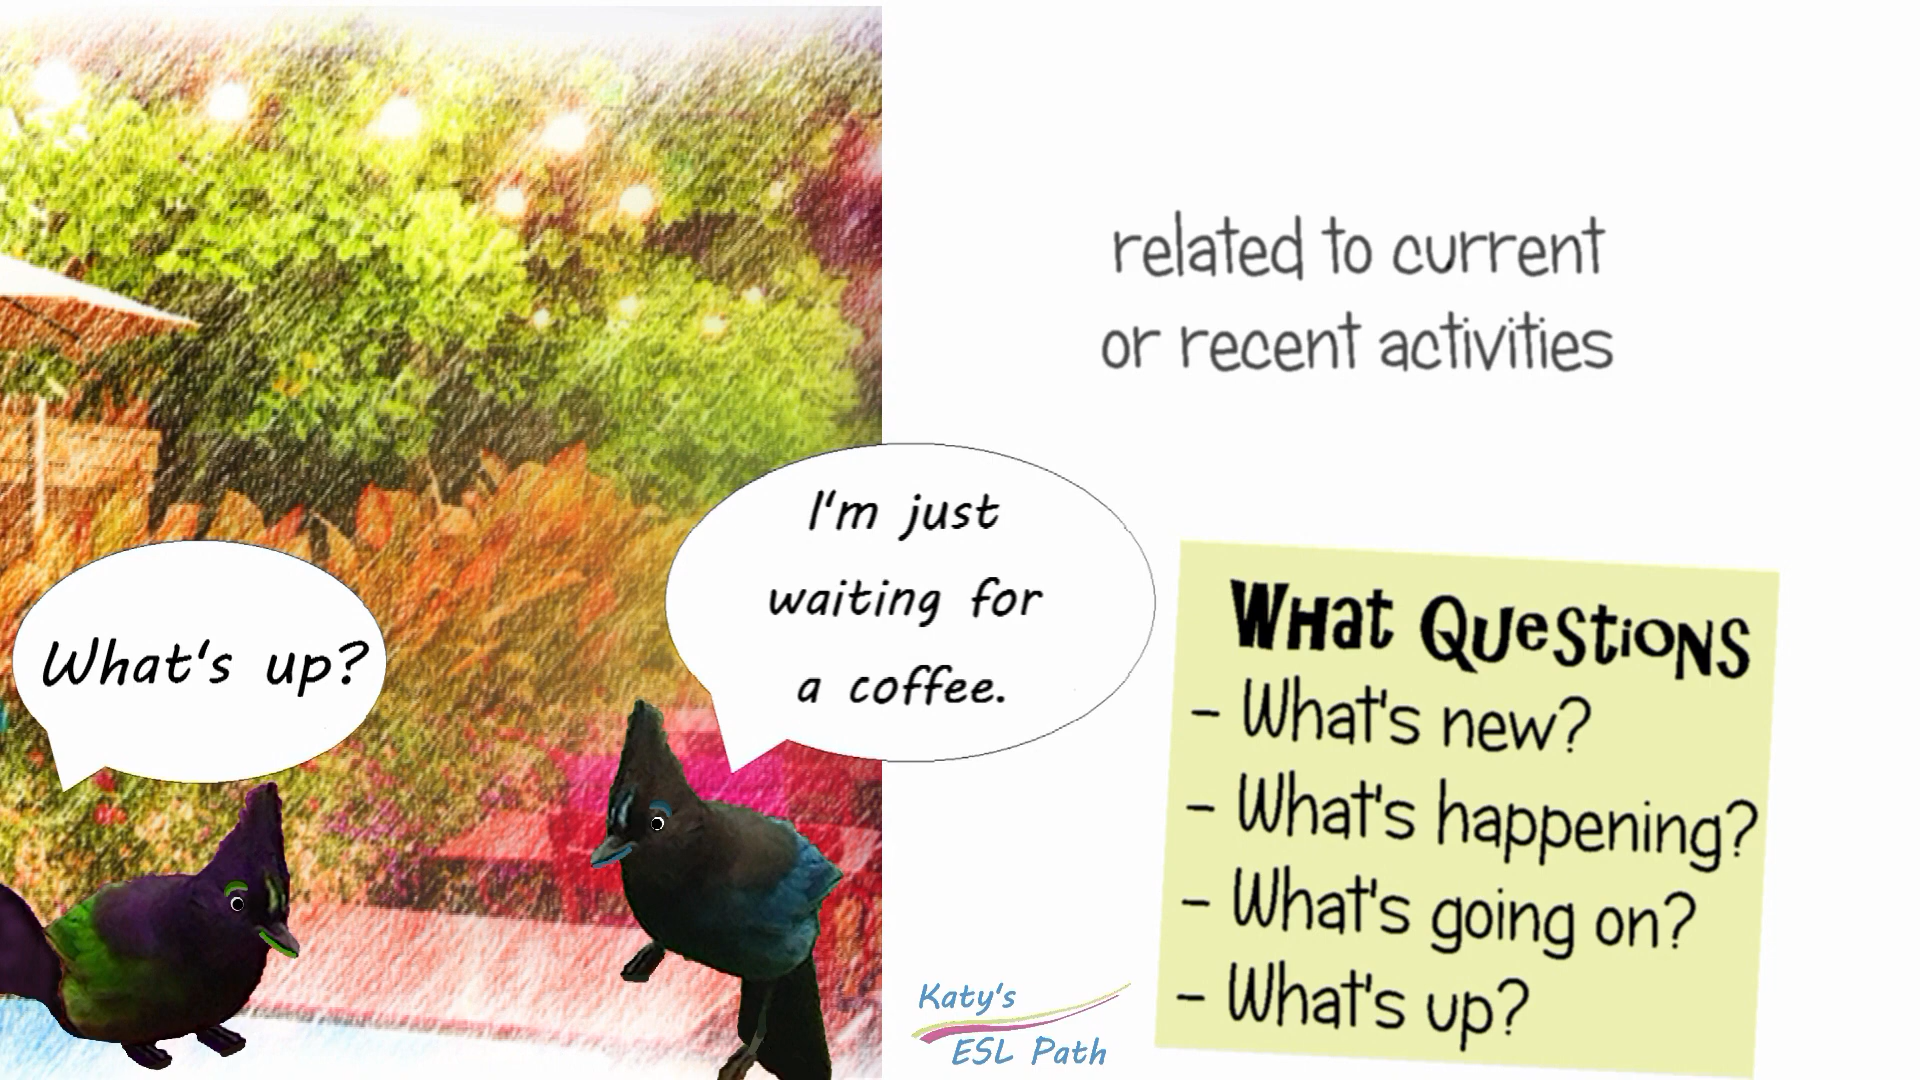 related to current
or recent activities
What's up?
I'm just
waiting for
a coffee.
What Questions
- What's new?
- What's happening?
- What's going on?
- What's up?
Katy's
ESL Path